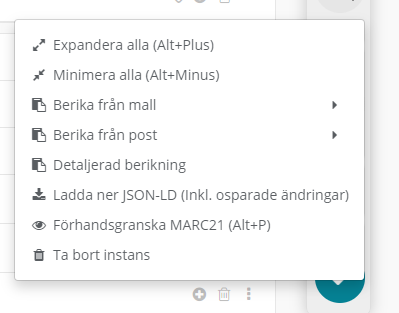 Expandera alla (Alt+Plus)
Minimera alla (Alt+Minus)
Berika från mall
Berika från post
Detaljerad berikning
Ladda ner JSON-LD (Inkl. osparade ändringar)
Förhandsgranska MARC21 (Alt+P)
Ta bort instans